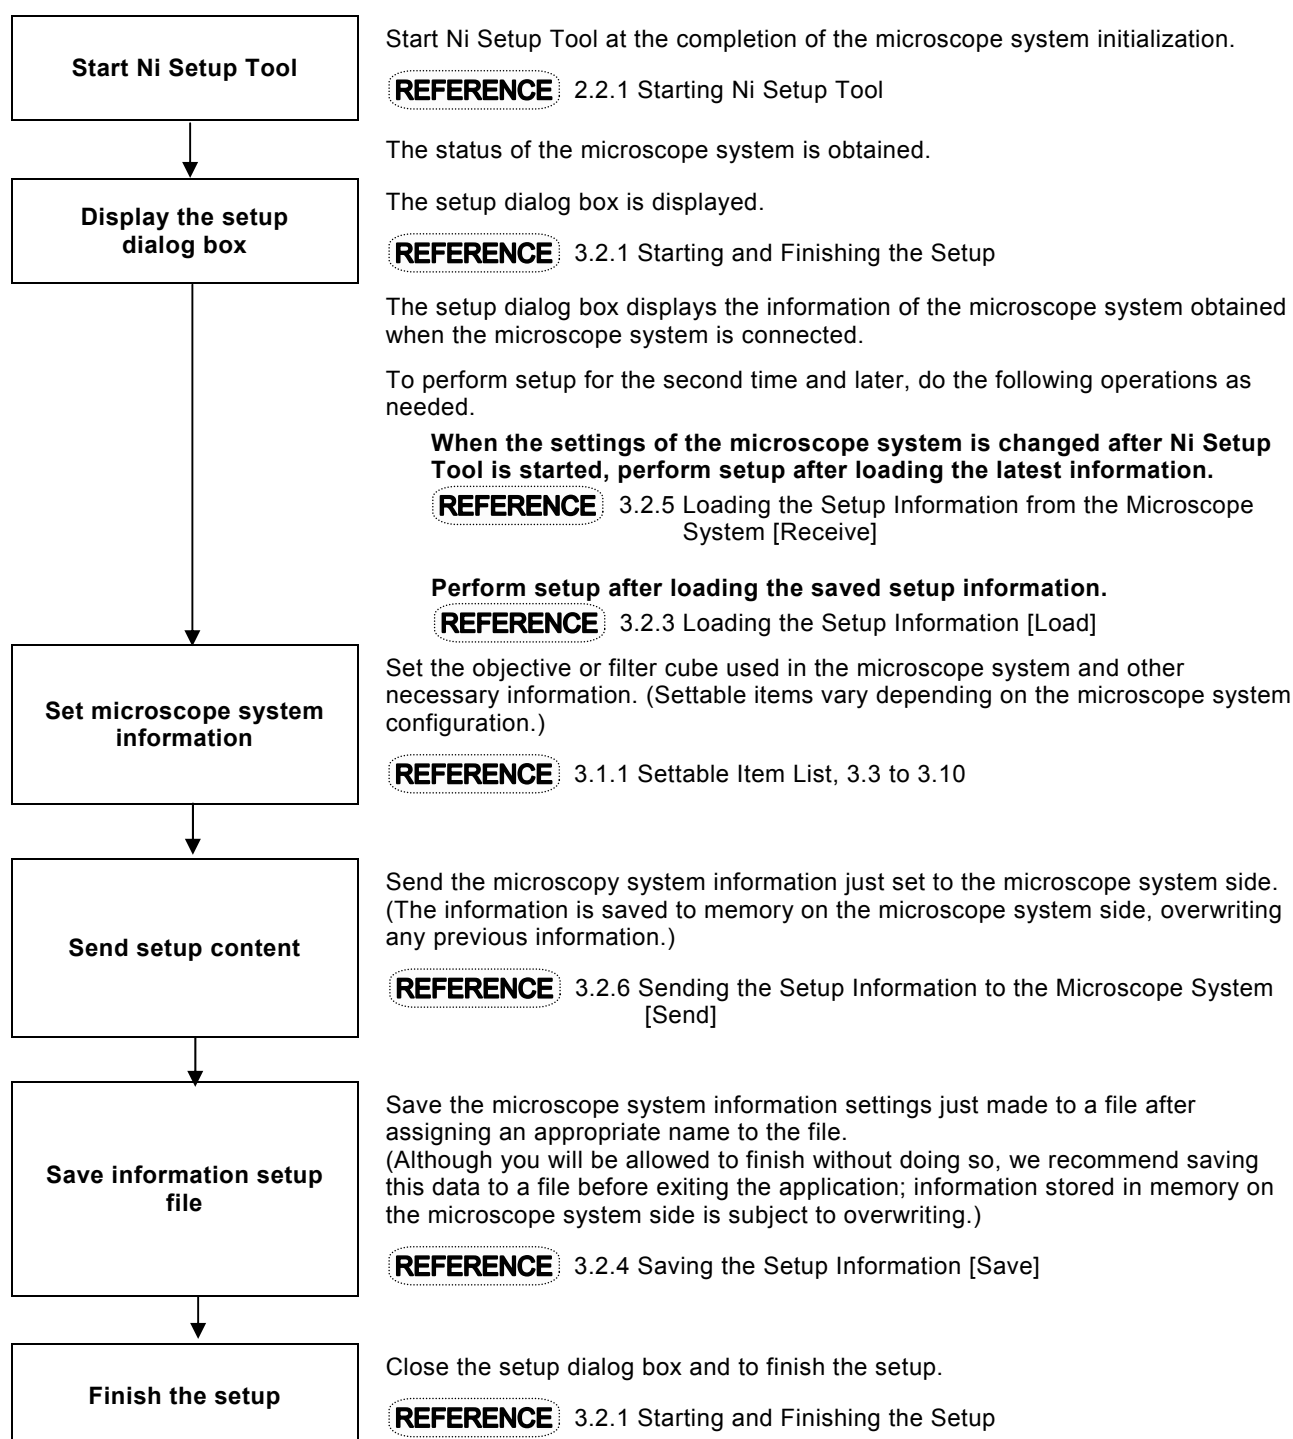 Start Ni Setup Tool
Start Ni Setup Tool at the completion of the microscope system initialization.
REFERENCE 2.2.1 Starting Ni Setup Tool
The status of the microscope system is obtained.
Display the setup
dialog box
The setup dialog box is displayed.
REFERENCE 3.2.1 Starting and Finishing the Setup
The setup dialog box displays the information of the microscope system obtained
when the microscope system is connected.
To perform setup for the second time and later, do the following operations as
needed.
When the settings of the microscope system is changed after Ni Setup
Tool is started, perform setup after loading the latest information.
REFERENCE 3.2.5 Loading the Setup Information from the Microscope
System [Receive]
Perform setup after loading the saved setup information.
REFERENCE 3.2.3 Loading the Setup Information [Load]
Set microscope system
information
Set the objective or filter cube used in the microscope system and other
necessary information. (Settable items vary depending on the microscope system
configuration.)
REFERENCE 3.1.1 Settable Item List, 3.3 to 3.10
Send setup content
Send the microscopy system information just set to the microscope system side.
(The information is saved to memory on the microscope system side, overwriting
any previous information.)
REFERENCE 3.2.6 Sending the Setup Information to the Microscope System
[Send]
Save information setup
file
Save the microscope system information settings just made to a file after
assigning an appropriate name to the file.
(Although you will be allowed to finish without doing so, we recommend saving
this data to a file before exiting the application; information stored in memory on
the microscope system side is subject to overwriting.)
REFERENCE 3.2.4 Saving the Setup Information [Save]
Finish the setup
Close the setup dialog box and to finish the setup.
REFERENCE 3.2.1 Starting and Finishing the Setup